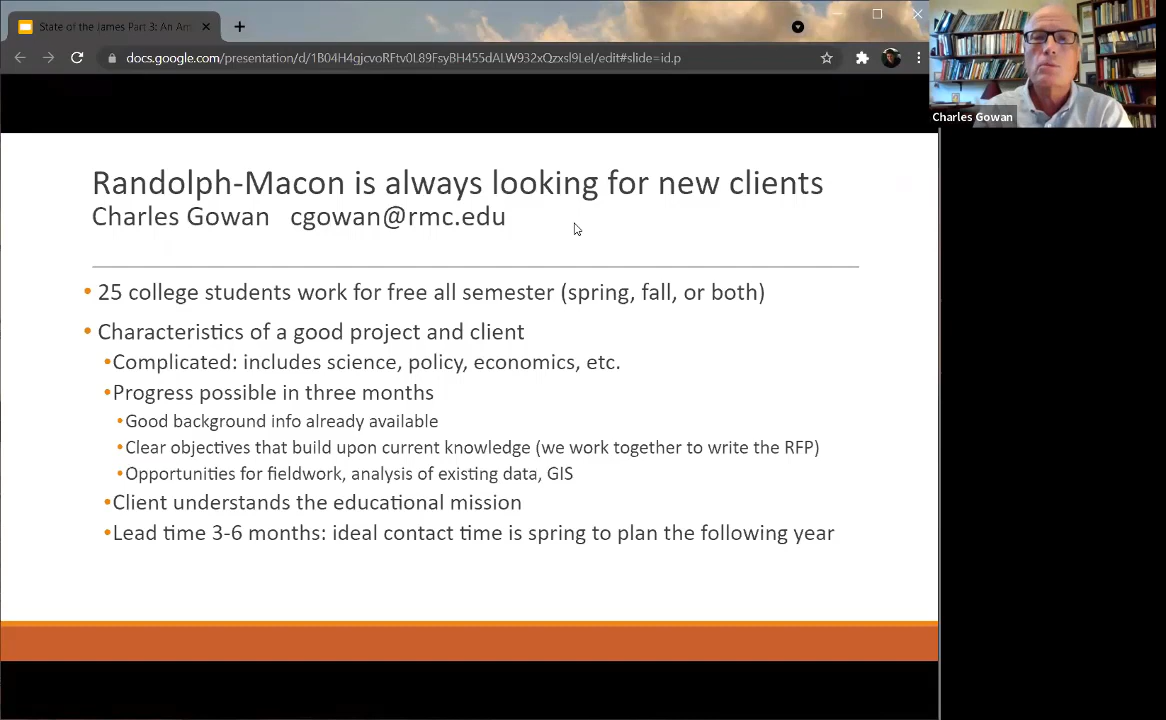 State of the James Part 3: An Am
docs.google.com/presentation/d/1B04H4gjcvoRFtv0L89FsyBH455dALW932xQzxsl9LeI/edit#slide=id.p
Charles Gowan
Randolph-Macon is always looking for new clients
Charles Gowan cgowan@rmc.edu
• 25 college students work for free all semester (spring, fall, or both)
• Characteristics of a good project and client
•Complicated: includes science, policy, economics, etc.
•Progress possible in three months
•Good background info already available
•Clear objectives that build upon current knowledge (we work together to write the RFP)
•Opportunities for fieldwork, analysis of existing data, GIS
•Client understands the educational mission
•Lead time 3-6 months: ideal contact time is spring to plan the following year